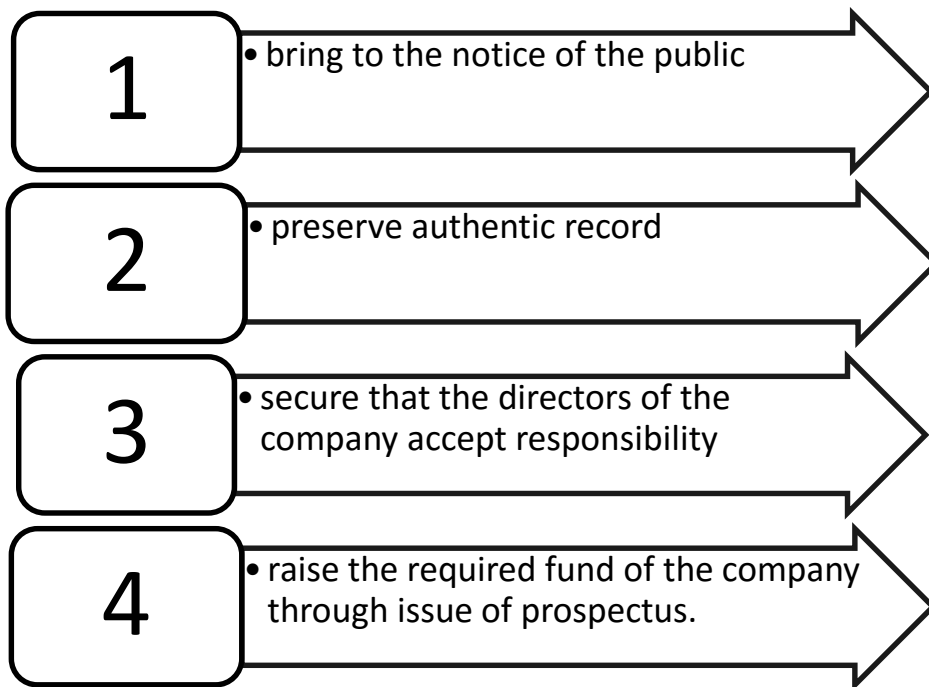 1
• bring to the notice of the public
2
• preserve authentic record
3
• secure that the directors of the
company accept responsibility
4
• raise the required fund of the company
through issue of prospectus.